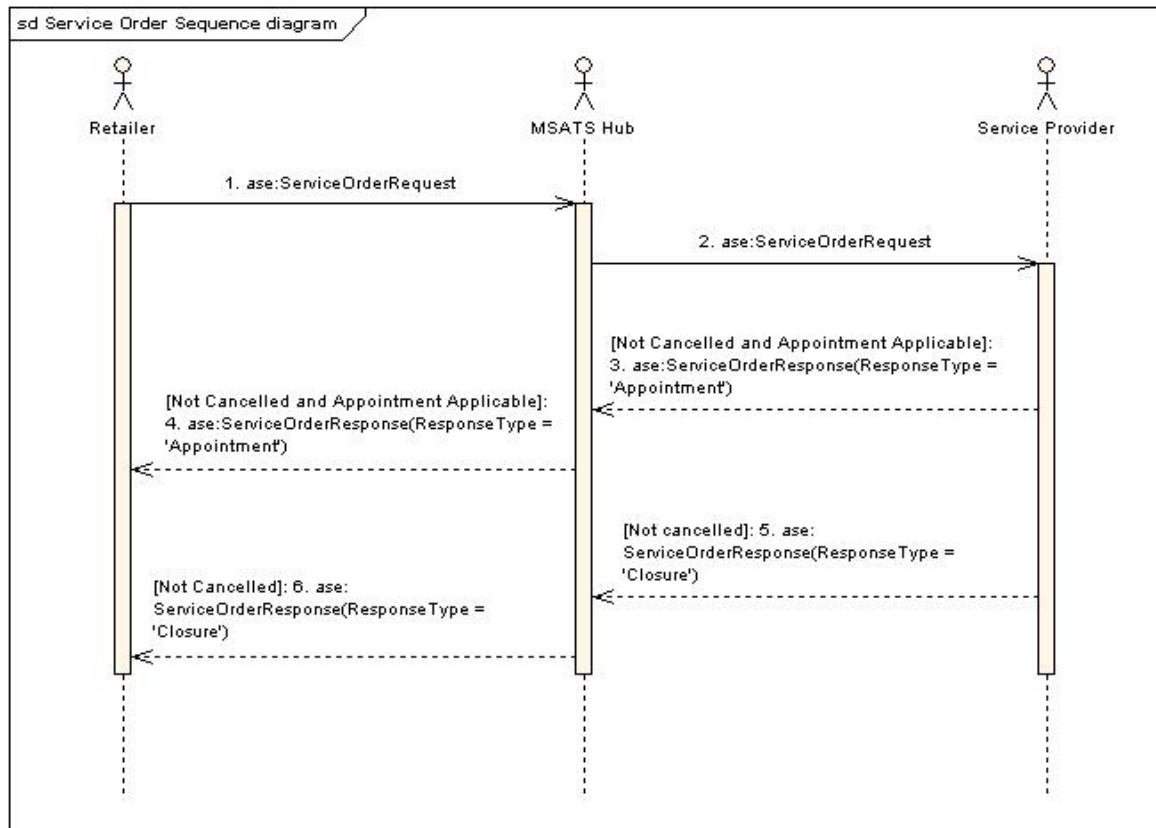 sd Service Order Sequence diagram
Retailer
MSATS Hub
Service Provider
1. ase:ServiceOrderRequest
2. ase:ServiceOrderRequest
[Not Cancelled and Appointment Applicable]:
3. ase:ServiceOrderResponse(ResponseType =
'Appointment')
[Not Cancelled and Appointment Applicable]:
4. ase:ServiceOrderResponse(ResponseType =
'Appointment')
[Not cancelled]: 5. ase:
ServiceOrderResponse(ResponseType =
'Closure')
[Not Cancelled]: 6. ase:
ServiceOrderResponse(ResponseType =
'Closure')